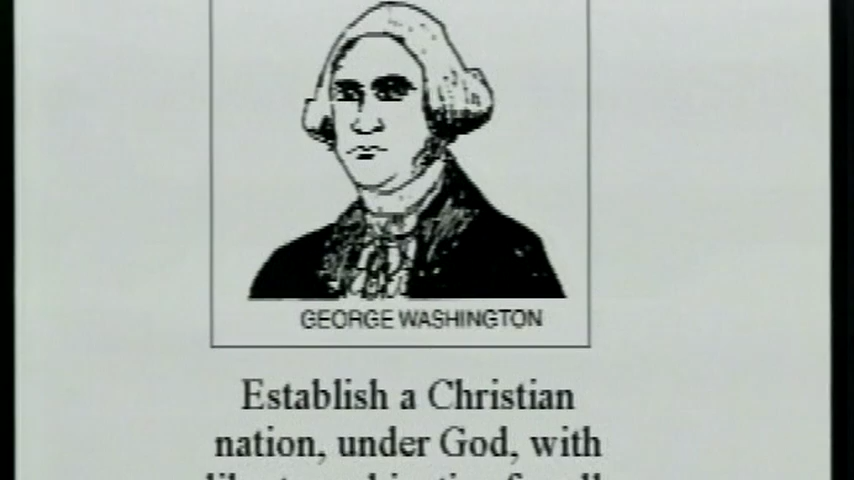 GEORGE WASHINGTON
Establish a Christian
nation, under God, with